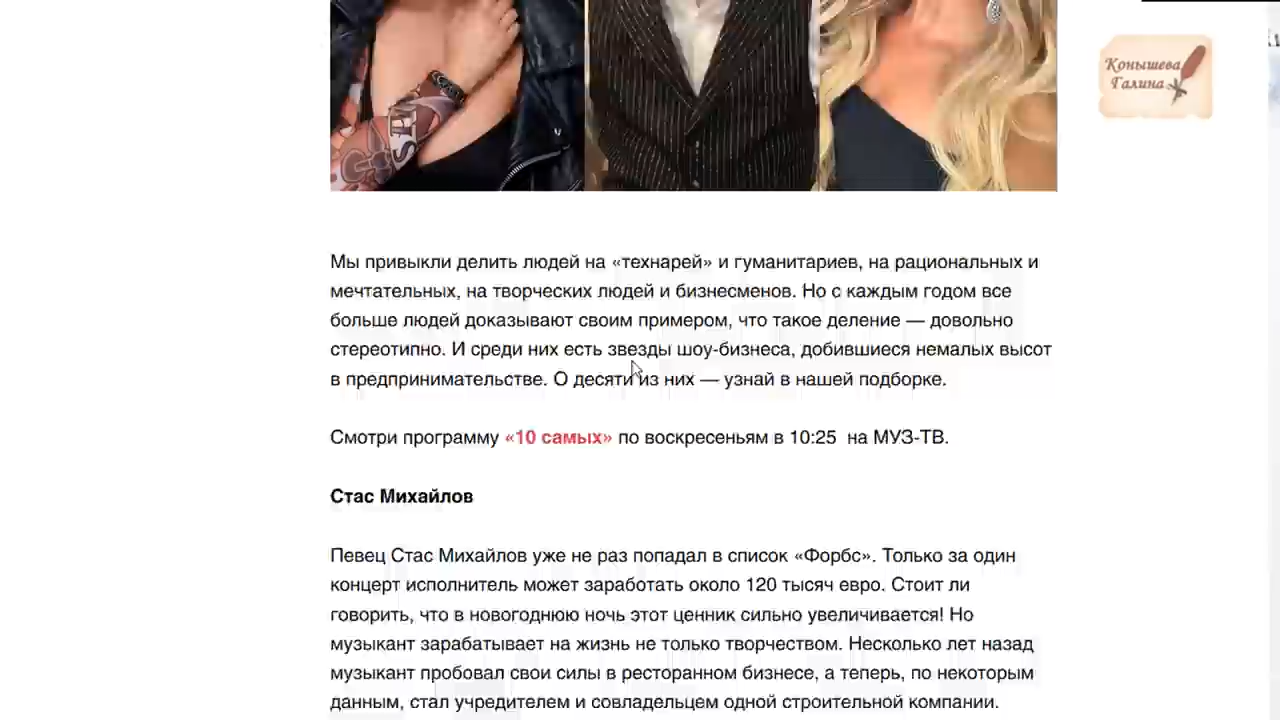 Конышева
Галина
Мы привыкли делить людей на «технарей» и гуманитариев, на рациональных и
мечтательных, на творческих людей и бизнесменов. Но с каждым годом все
больше людей доказывают своим примером, что такое деление — довольно
стереотипно. И среди них есть звезды шоу-бизнеса, добившиеся немалых высот
в предпринимательстве. О десяти из них — узнай в нашей подборке.
Смотри программу «10 самых» по воскресеньям в 10:25 на МУЗ-ТВ.
Стас Михайлов
Певец Стас Михайлов уже не раз попадал в список «Форбс». Только за один
концерт исполнитель может заработать около 120 тысяч евро. Стоит ли
говорить, что в новогоднюю ночь этот ценник сильно увеличивается! Но
музыкант зарабатывает на жизнь не только творчеством. Несколько лет назад
музыкант пробовал свои силы в ресторанном бизнесе, а теперь, по некоторым
данным, стал учредителем и совладельцем одной строительной компании.